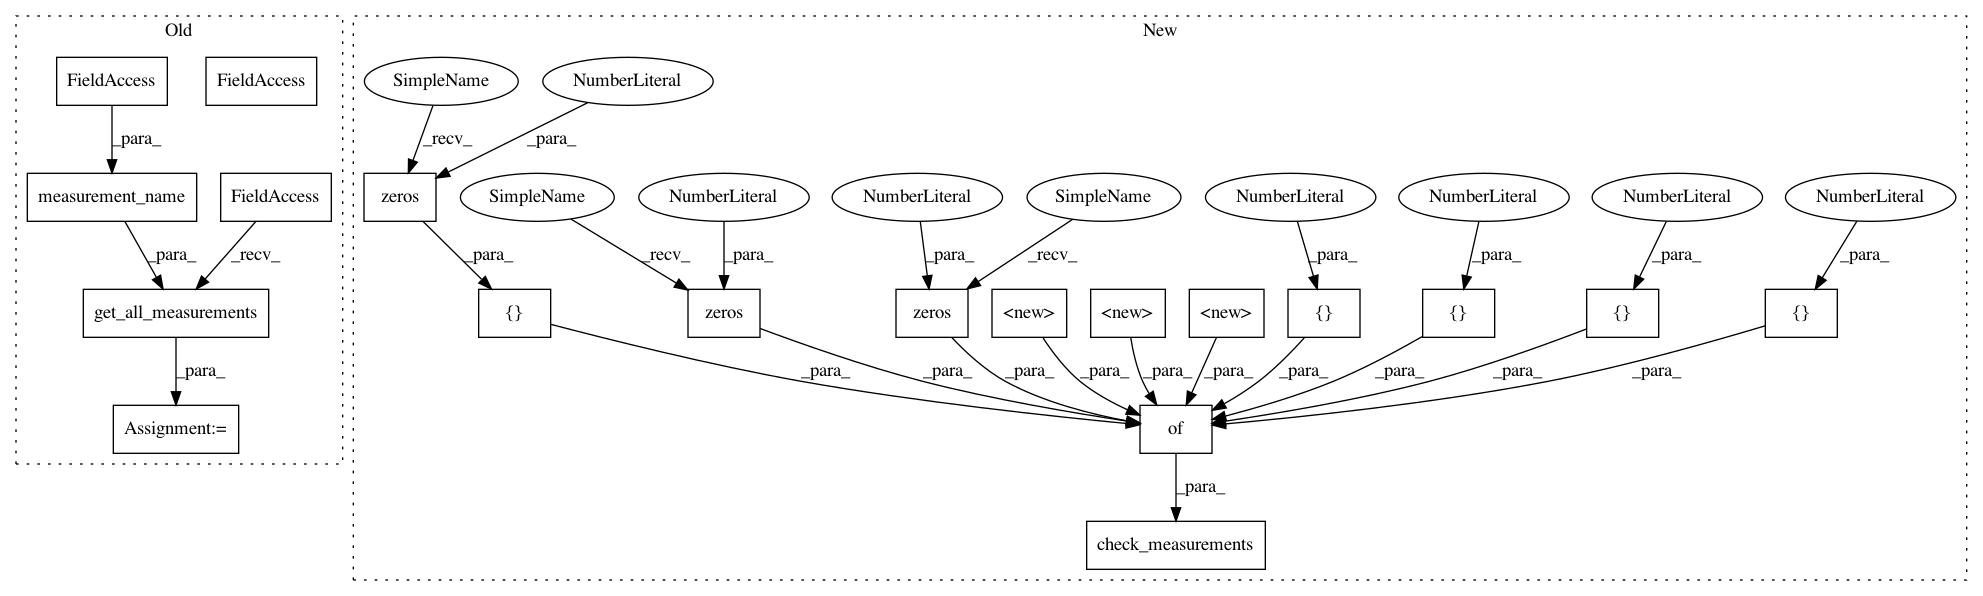 Old
New
FieldAccess
FieldAccess
SimpleName
NumberLiteral
_para_
_recv_
_para_
measurement_name
FieldAccess
zeros
SimpleName
NumberLiteral
NumberLiteral
SimpleName
NumberLiteral
NumberLiteral
NumberLiteral
NumberLiteral
_para_
_recv_
_para_
_recv_
_para_
_para_
_recv_
_para_
_para_
_para_
_para_
get_all_measurements
{}
zeros
zeros
<new>
<new>
<new>
{}
{}
{}
{}
_para_
_para_
_para_
_para_
_para_
_para_
_para_
_para_
_para_
_para_
_para_
Assignment:=
of
_para_
check_measurements